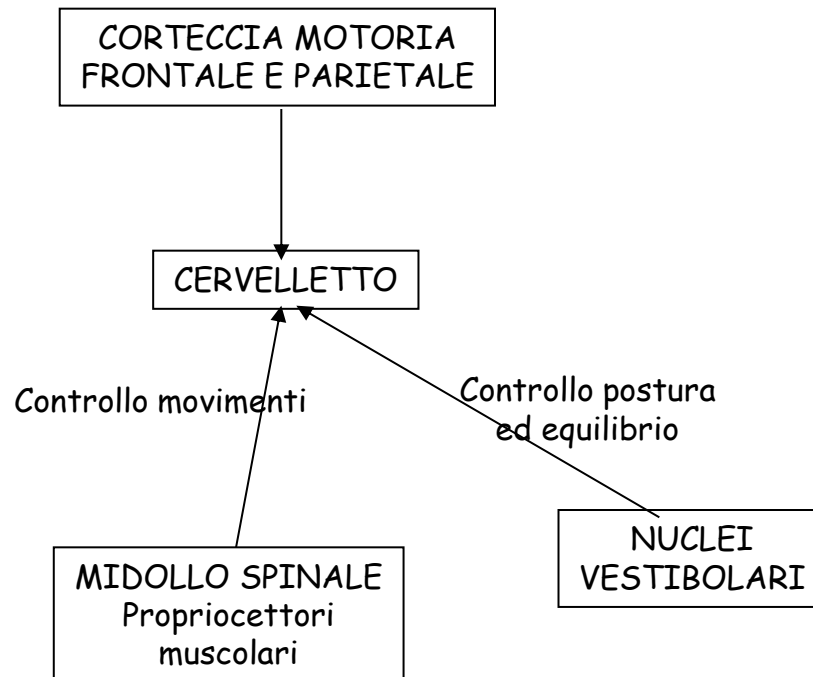 CORTECCIA MOTORIA
FRONTALE E PARIETALE
CERVELLETTO
Controllo movimenti
Controllo postura
ed equilibrio
MIDOLLO SPINALE
Propriocettori
muscolari
NUCLEI
VESTIBOLARI